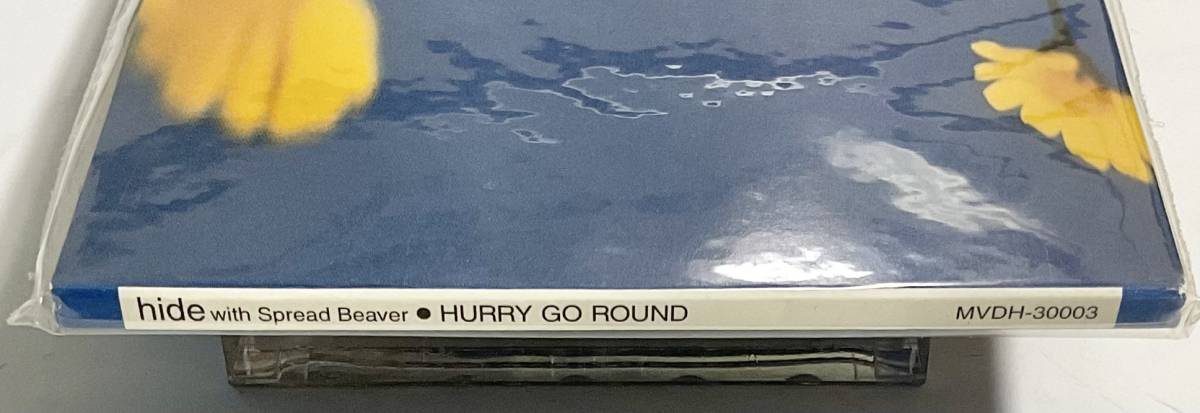 hide with Spread Beaver ● HURRY GO ROUND MVDH-30003